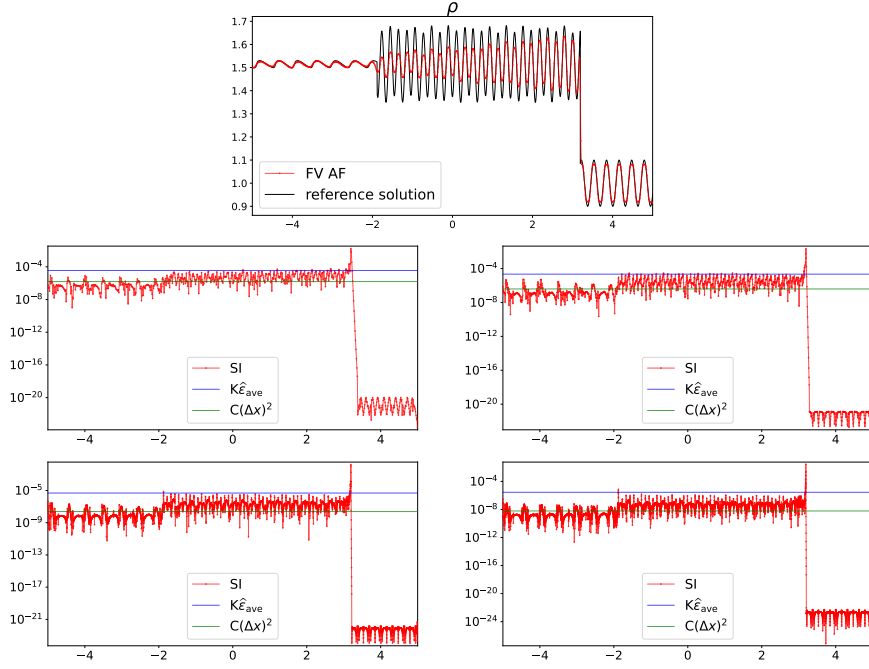 ρ
1.7
1.6
1.5
1.4
1.3
1.2
1.1
1.0
0.9
FV AF
reference solution
−4 −2 0 2 4
10⁻⁴
10⁻⁸
10⁻¹²
10⁻¹⁶
10⁻²⁰
SI
Kε̂ave
C(Δx)²
−4 −2 0 2 4
10⁻⁴
10⁻⁸
10⁻¹²
10⁻¹⁶
10⁻²⁰
SI
Kε̂ave
C(Δx)²
−4 −2 0 2 4
10⁻⁵
10⁻⁹
10⁻¹³
10⁻¹⁷
10⁻²¹
SI
Kε̂ave
C(Δx)²
−4 −2 0 2 4
10⁻⁴
10⁻⁸
10⁻¹²
10⁻¹⁶
10⁻²⁰
10⁻²⁴
SI
Kε̂ave
C(Δx)²
−4 −2 0 2 4